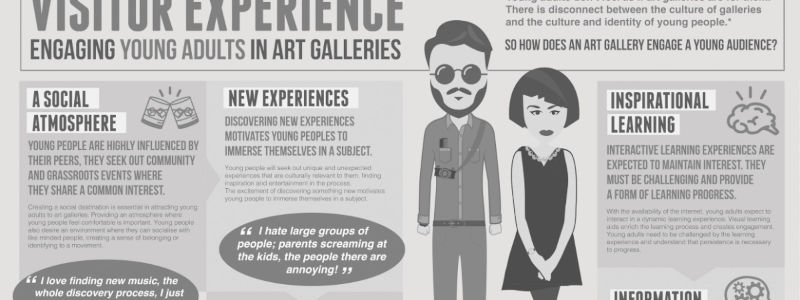 VISITOR EXPERIENCE
ENGAGING YOUNG ADULTS IN ART GALLERIES
There is disconnect between the culture of galleries
and the culture and identity of young people.*
SO HOW DOES AN ART GALLERY ENGAGE A YOUNG AUDIENCE?
A SOCIAL
ATMOSPHERE
YOUNG PEOPLE ARE HIGHLY INFLUENCED BY
THEIR PEERS, THEY SEEK OUT COMMUNITY
AND GRASSROOTS EVENTS WHERE
THEY SHARE A COMMON INTEREST.
Creating a social destination is essential in attracting young
adults to art galleries. Providing an atmosphere where
young people feel comfortable is important. Young people
also desire an environment where they can socialise with
like minded people, creating a sense of belonging or
identifying to a movement.
“ I love finding new music, the
whole discovery process, I just
NEW EXPERIENCES
DISCOVERING NEW EXPERIENCES
MOTIVATES YOUNG PEOPLES TO
IMMERSE THEMSELVES IN A SUBJECT.
Young people will seek out unique and unexpected
experiences that are culturally relevant to them, finding
inspiration and entertainment in the process.
The excitement of discovering something new motivates
young people to immerse themselves in a subject.
“ I hate large groups of
people; parents screaming at
the kids, the people there are
annoying! ”
INSPIRATIONAL
LEARNING
INTERACTIVE LEARNING EXPERIENCES ARE
EXPECTED TO MAINTAIN INTEREST. THEY
MUST BE CHALLENGING AND PROVIDE
A FORM OF LEARNING PROGRESS.
With the availability of the internet, young adults expect to
interact in a dynamic learning experience. Visual learning
aids enrich the learning process and creates engagement.
Young adults need to be challenged by the learning
experience and understand that persistence is necessary
to progress.
INFORMATION